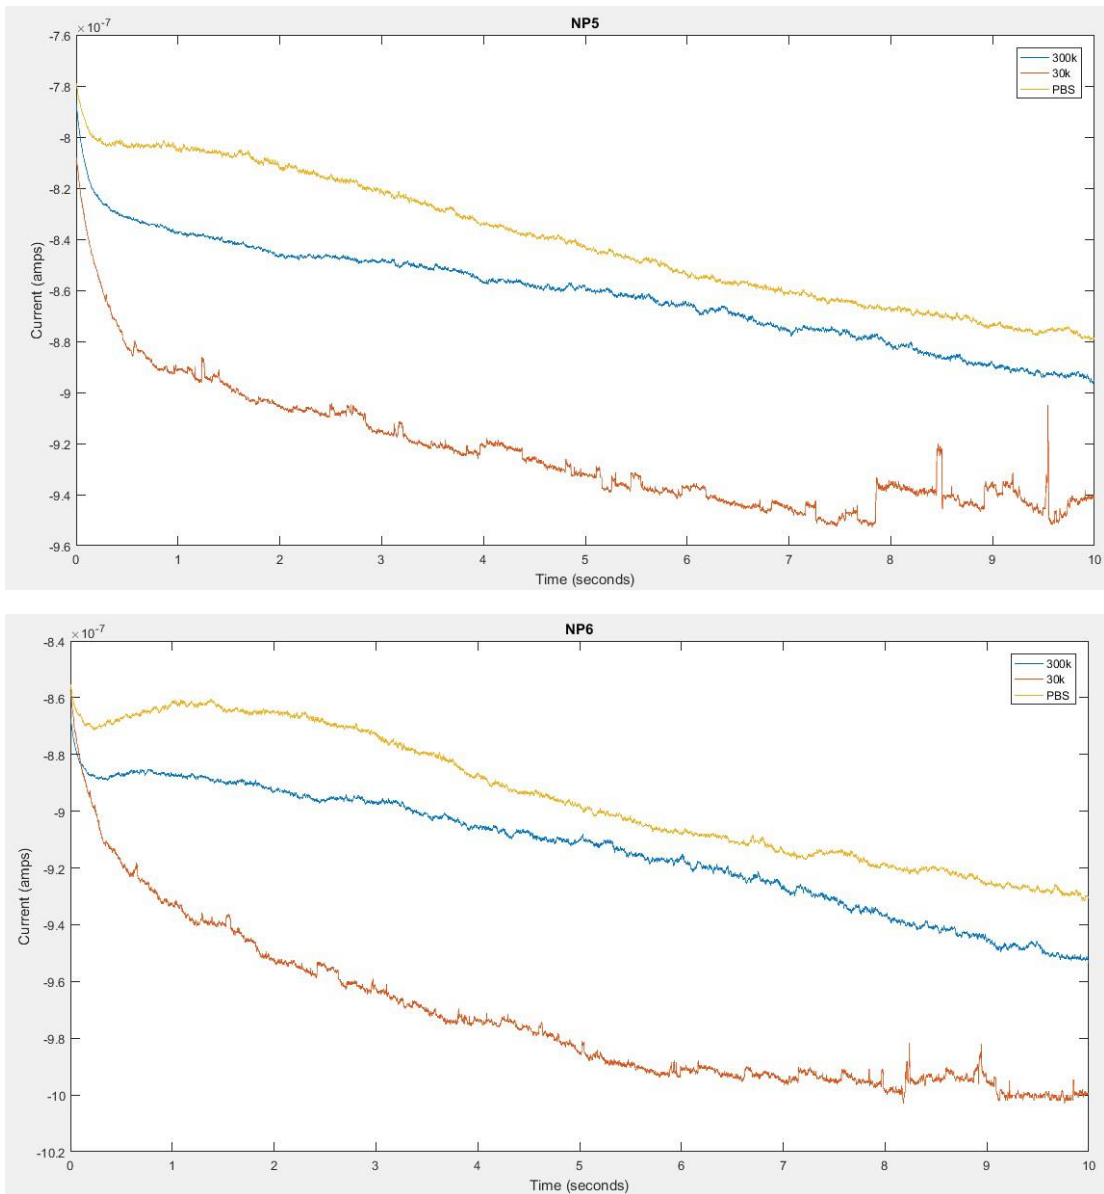 NP5
×10^-7
-7.6
-7.8
-8
-8.2
-8.4
-8.6
-8.8
-9
-9.2
-9.4
-9.6
Current (amps)
300k
30k
PBS
0 1 2 3 4 5 6 7 8 9 10
Time (seconds)
NP6
×10^-7
-8.4
-8.6
-8.8
-9
-9.2
-9.4
-9.6
-9.8
-10
-10.2
Current (amps)
300k
30k
PBS
0 1 2 3 4 5 6 7 8 9 10
Time (seconds)